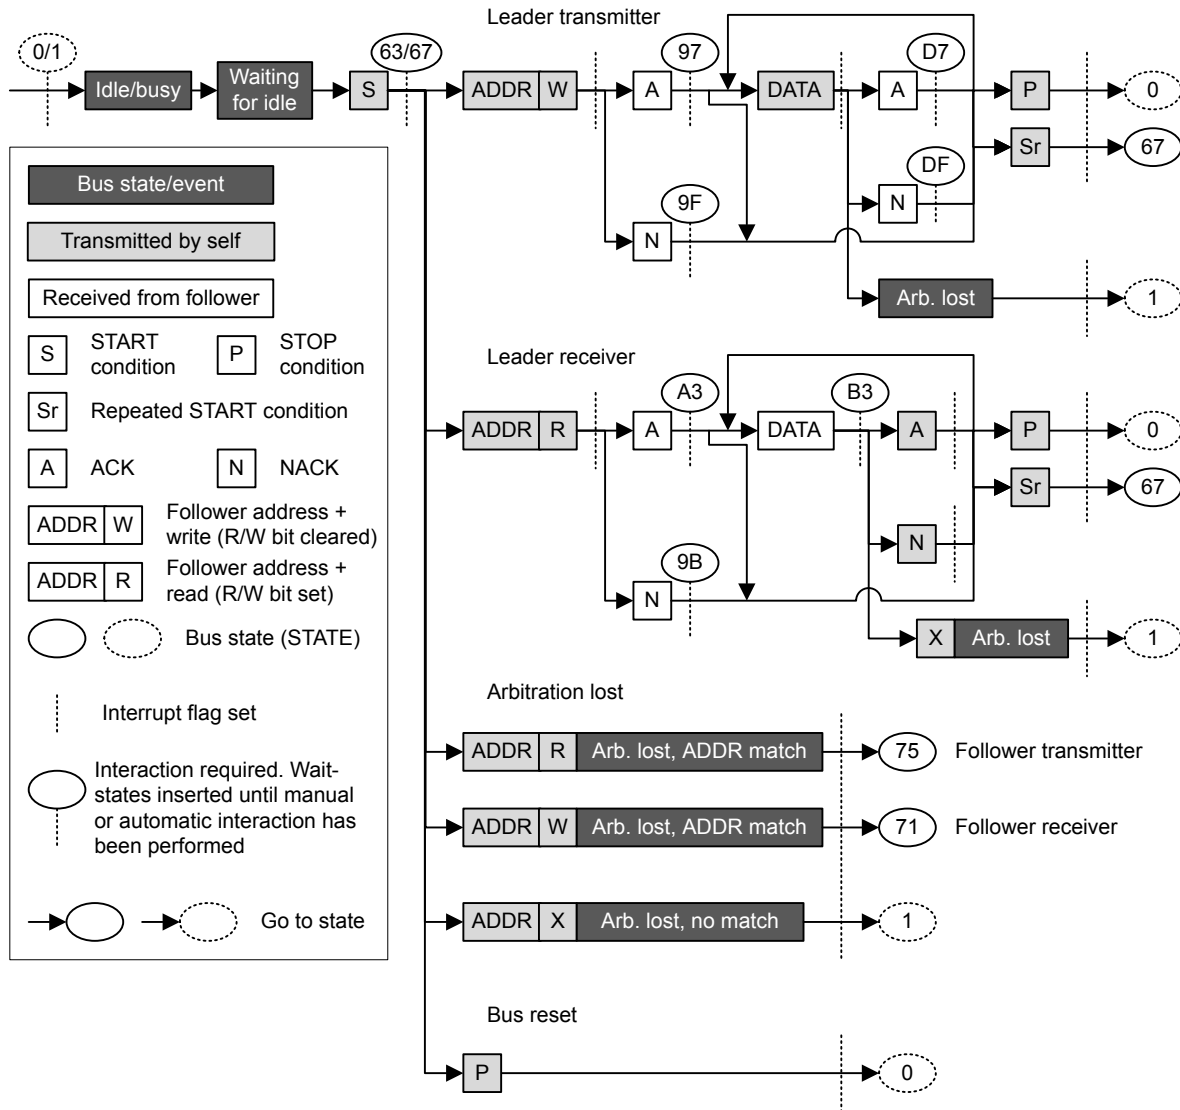 Leader transmitter
0/1
63/67
97
D7
Idle/busy
Waiting
for idle
S
ADDR W
A
DATA
A
P
0
Sr
67
DF
N
9F
N
Arb. lost
1
Bus state/event
Transmitted by self
Received from follower
S
START
condition
P
STOP
condition
Sr
Repeated START condition
A
ACK
N
NACK
ADDR W
Follower address +
write (R/W bit cleared)
ADDR R
Follower address +
read (R/W bit set)
Bus state (STATE)
Interrupt flag set
Interaction required. Wait-
states inserted until manual
or automatic interaction has
been performed
Go to state
Leader receiver
A3
B3
ADDR R
A
DATA
A
P
0
Sr
67
N
9B
N
X Arb. lost
1
Arbitration lost
ADDR R Arb. lost, ADDR match
75
Follower transmitter
ADDR W Arb. lost, ADDR match
71
Follower receiver
ADDR X Arb. lost, no match
1
Bus reset
P
0